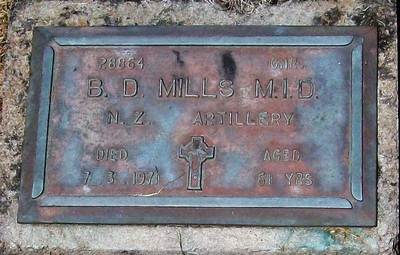 28864 GNR.
B. D. MILLS M.I.D.
N. Z. ARTILLERY
DIED AGED
7 3 1971 61 YRS